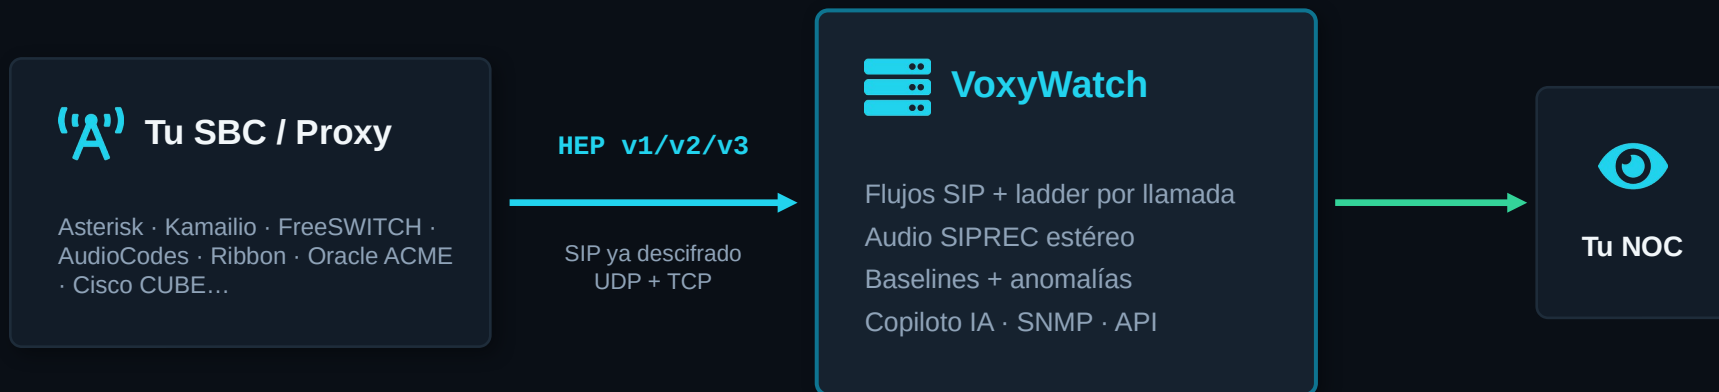 Tu SBC / Proxy
Asterisk · Kamailio · FreeSWITCH ·
AudioCodes · Ribbon · Oracle ACME
· Cisco CUBE…
HEP v1/v2/v3
SIP ya descifrado
UDP + TCP
VoxyWatch
Flujos SIP + ladder por llamada
Audio SIPREC estéreo
Baselines + anomalías
Copiloto IA · SNMP · API
Tu NOC